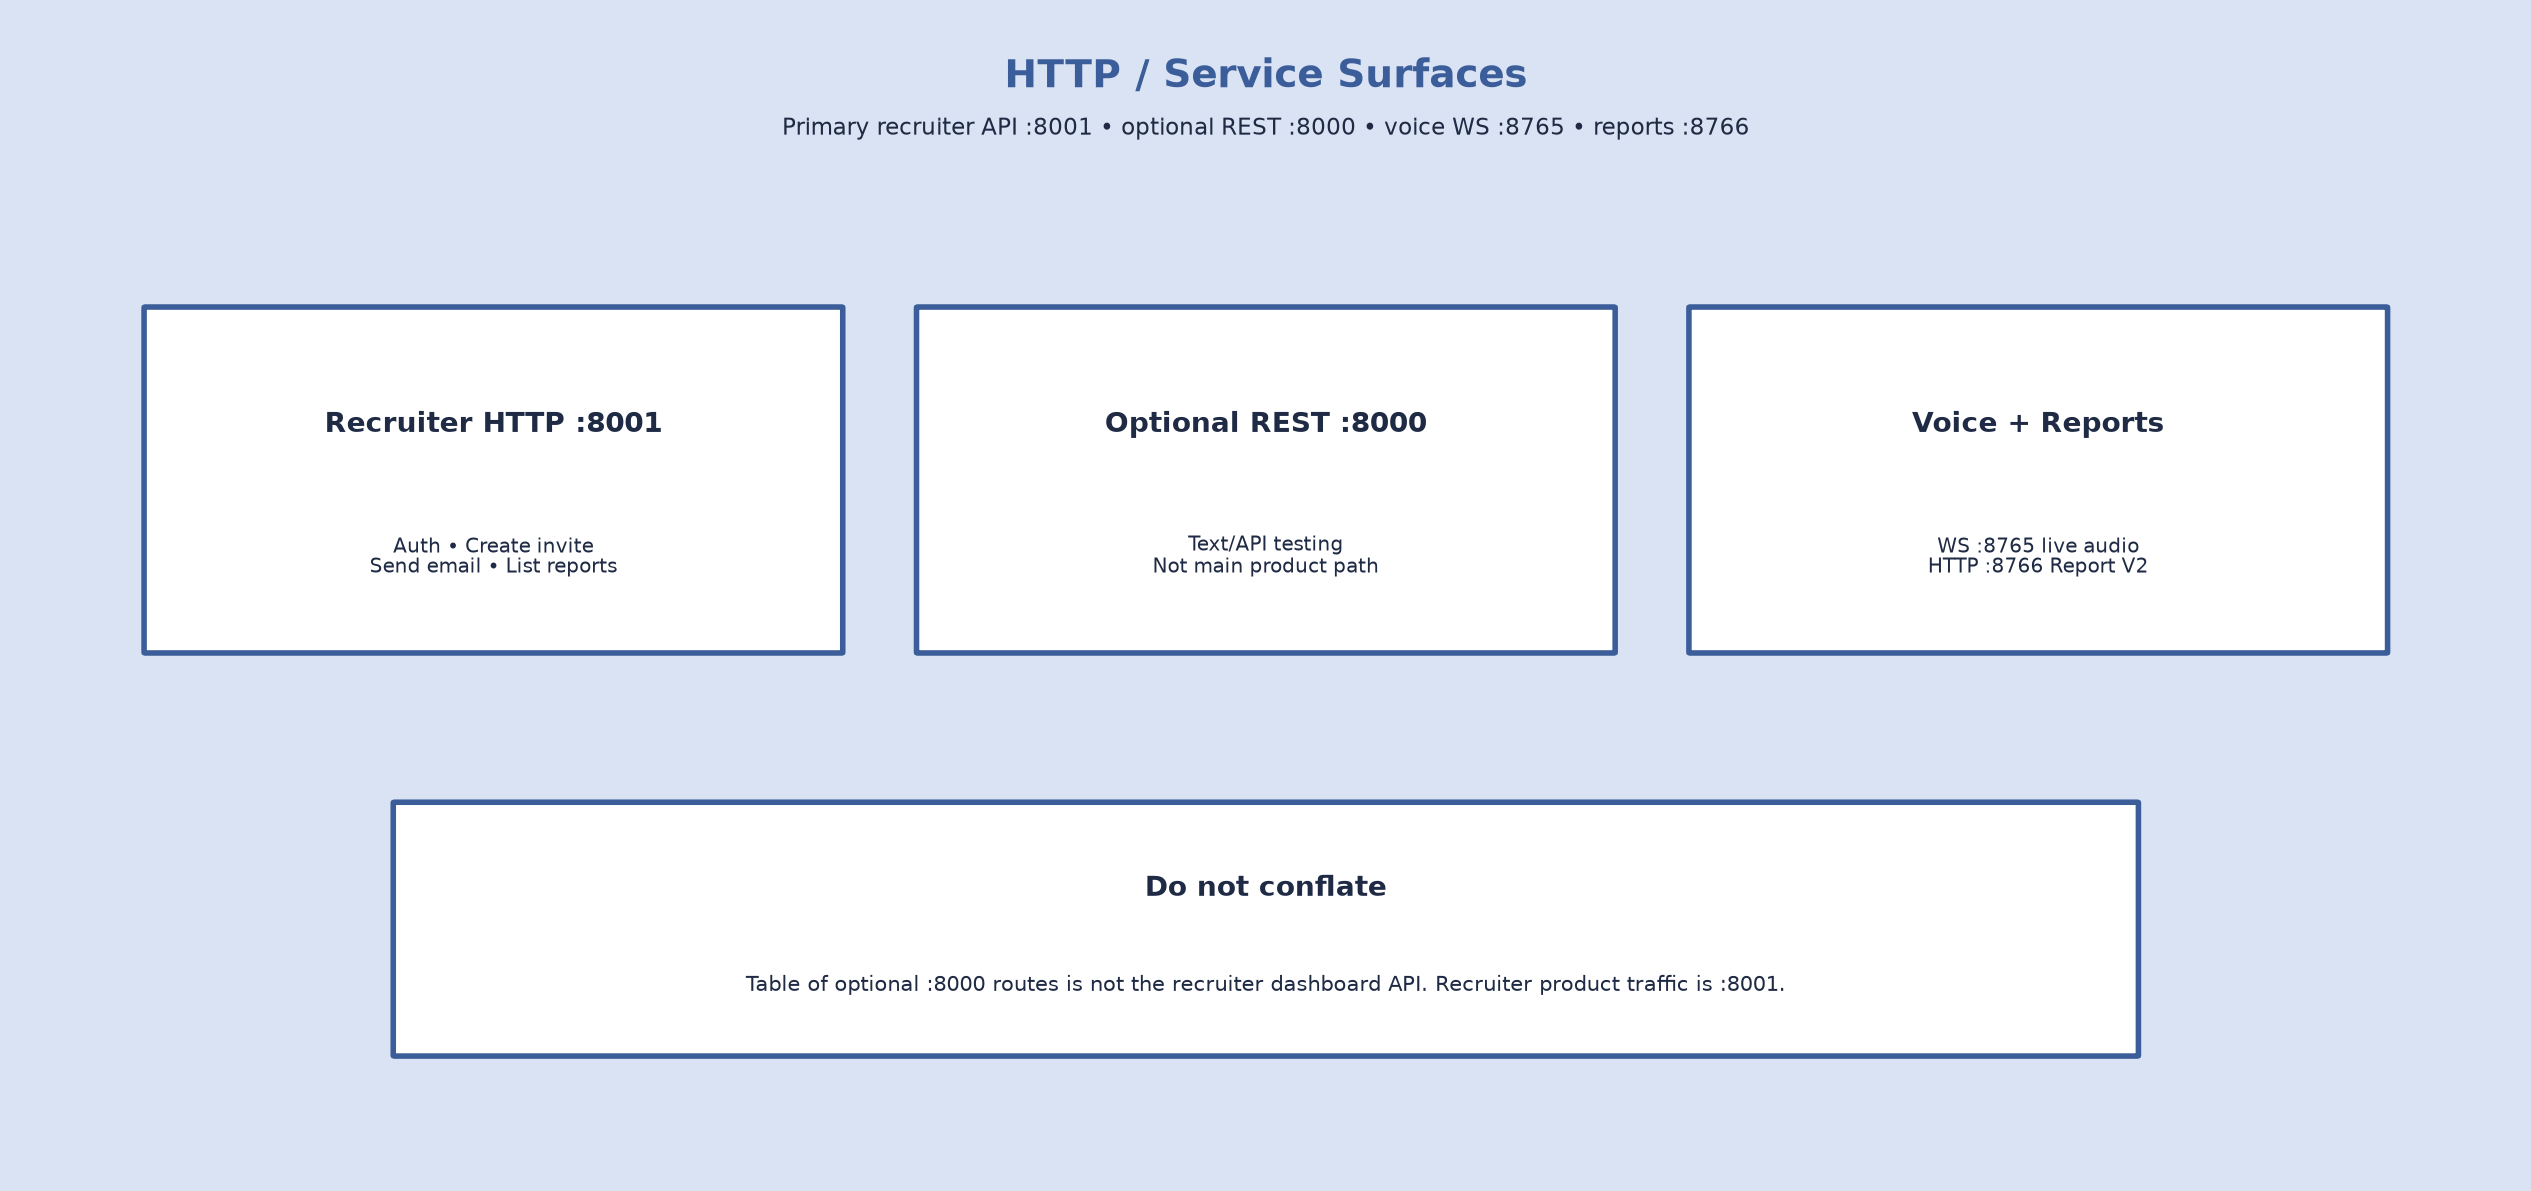 HTTP / Service Surfaces
Primary recruiter API :8001 • optional REST :8000 • voice WS :8765 • reports :8766
Recruiter HTTP :8001
Auth • Create invite
Send email • List reports
Optional REST :8000
Text/API testing
Not main product path
Voice + Reports
WS :8765 live audio
HTTP :8766 Report V2
Do not conflate
Table of optional :8000 routes is not the recruiter dashboard API. Recruiter product traffic is :8001.